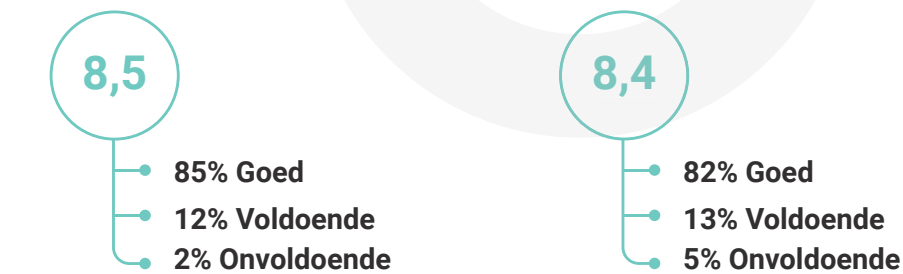 8,5
85% Goed
12% Voldoende
2% Onvoldoende
8,4
82% Goed
13% Voldoende
5% Onvoldoende